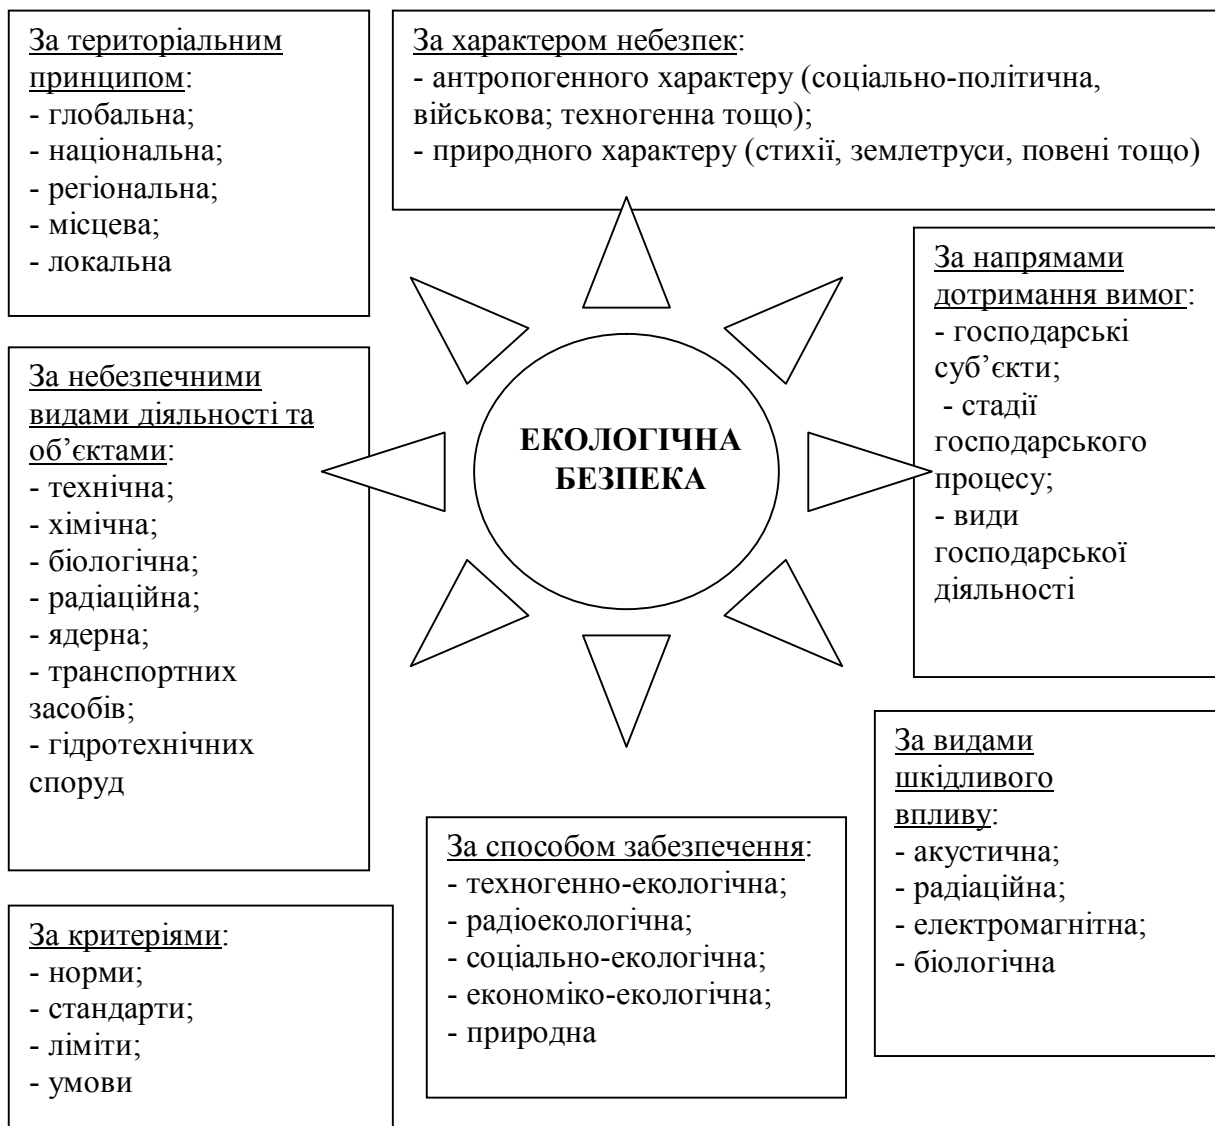 За територіальним
принципом:
- глобальна;
- національна;
- регіональна;
- місцева;
- локальна
За характером небезпек:
- антропогенного характеру (соціально-політична,
військова; техногенна тощо);
- природного характеру (стихії, землетруси, повені тощо)
За напрямами
дотримання вимог:
- господарські
суб’єкти;
- стадії
господарського
процесу;
- види
господарської
діяльності
За небезпечними
видами діяльності та
об’єктами:
- технічна;
- хімічна;
- біологічна;
- радіаційна;
- ядерна;
- транспортних
засобів;
- гідротехнічних
споруд
ЕКОЛОГІЧНА
БЕЗПЕКА
За видами
шкідливого
впливу:
- акустична;
- радіаційна;
- електромагнітна;
- біологічна
За способом забезпечення:
- техногенно-екологічна;
- радіоекологічна;
- соціально-екологічна;
- економіко-екологічна;
- природна
За критеріями:
- норми;
- стандарти;
- ліміти;
- умови